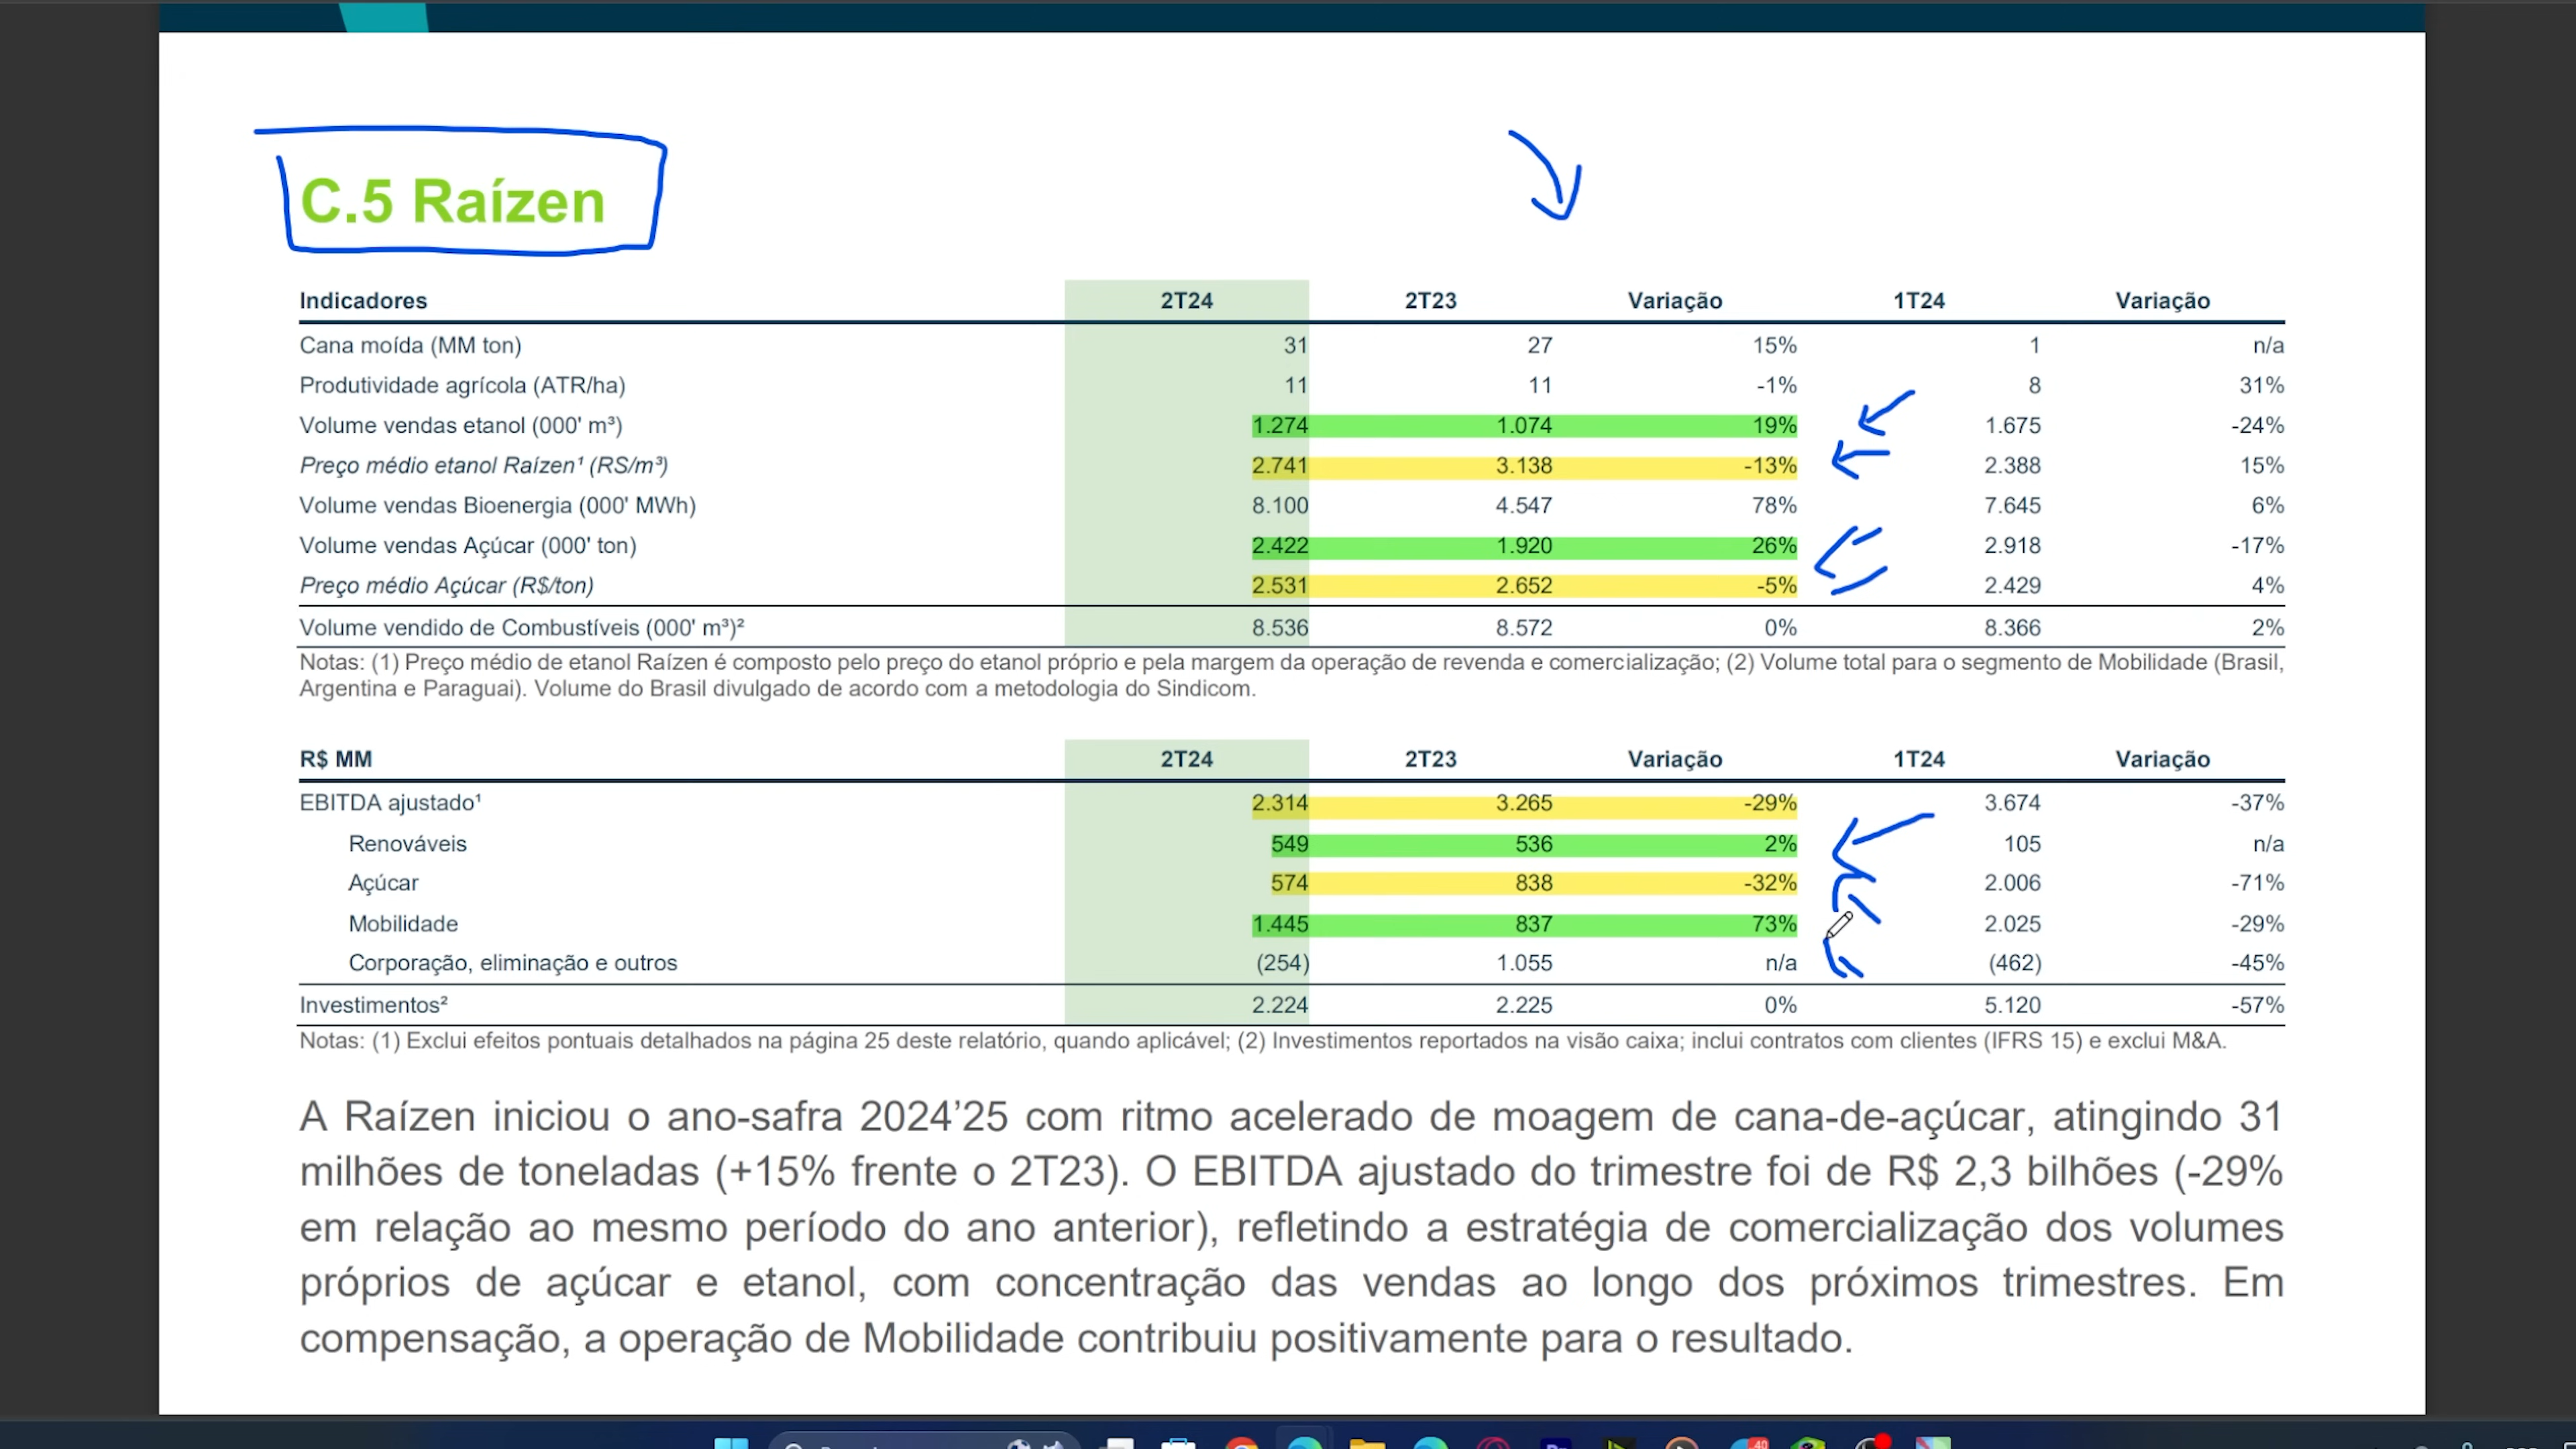 C.5 Raízen
Indicadores 2T24 2T23 Variação 1T24 Variação
Cana moída (MM ton) 31 27 15% 1 n/a
Produtividade agrícola (ATR/ha) 11 11 -1% 8 31%
Volume vendas etanol (000' m³) 1.274 1.074 19% 1.675 -24%
Preço médio etanol Raízen¹ (RS/m³) 2.741 3.138 -13% 2.388 15%
Volume vendas Bioenergia (000' MWh) 8.100 4.547 78% 7.645 6%
Volume vendas Açúcar (000' ton) 2.422 1.920 26% 2.918 -17%
Preço médio Açúcar (R$/ton) 2.531 2.652 -5% 2.429 4%
Volume vendido de Combustíveis (000' m³)² 8.536 8.572 0% 8.366 2%
Notas: (1) Preço médio de etanol Raízen é composto pelo preço do etanol próprio e pela margem da operação de revenda e comercialização; (2) Volume total para o segmento de Mobilidade (Brasil,
Argentina e Paraguai). Volume do Brasil divulgado de acordo com a metodologia do Sindicom.
R$ MM 2T24 2T23 Variação 1T24 Variação
EBITDA ajustado¹ 2.314 3.265 -29% 3.674 -37%
Renováveis 549 536 2% 105 n/a
Açúcar 574 838 -32% 2.006 -71%
Mobilidade 1.445 837 73% 2.025 -29%
Corporação, eliminação e outros (254) 1.055 n/a (462) -45%
Investimentos² 2.224 2.225 0% 5.120 -57%
Notas: (1) Exclui efeitos pontuais detalhados na página 25 deste relatório, quando aplicável; (2) Investimentos reportados na visão caixa; inclui contratos com clientes (IFRS 15) e exclui M&A.
A Raízen iniciou o ano-safra 2024’25 com ritmo acelerado de moagem de cana-de-açúcar, atingindo 31
milhões de toneladas (+15% frente o 2T23). O EBITDA ajustado do trimestre foi de R$ 2,3 bilhões (-29%
em relação ao mesmo período do ano anterior), refletindo a estratégia de comercialização dos volumes
próprios de açúcar e etanol, com concentração das vendas ao longo dos próximos trimestres. Em
compensação, a operação de Mobilidade contribuiu positivamente para o resultado.
40